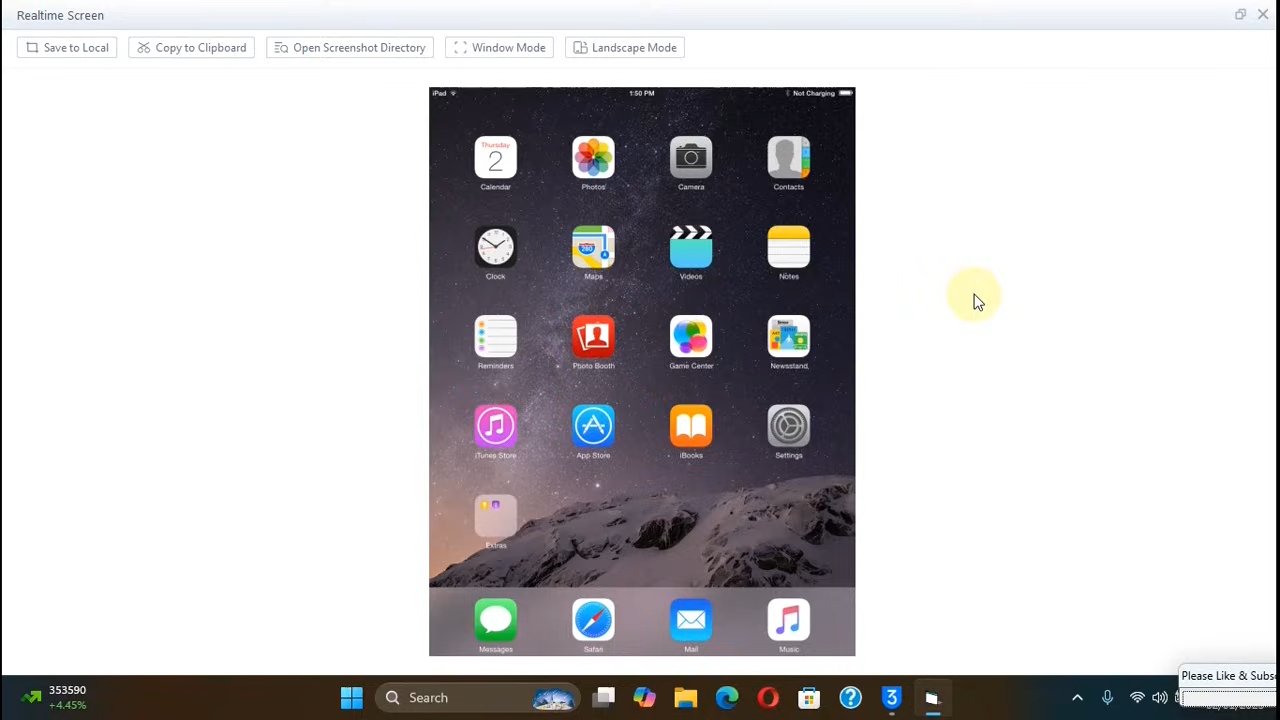 Realtime Screen
Save to Local Copy to Clipboard Open Screenshot Directory Window Mode Landscape Mode
iPad 1:50 PM Not Charging
Thursday
2
Calendar Photos Camera Contacts
280
Clock Maps Videos Notes
Reminders Photo Booth Game Center Newsstand
iTunes Store App Store iBooks Settings
Extras
Messages Safari Mail Music
Please Like & Subs
353590
+4.45%
Search